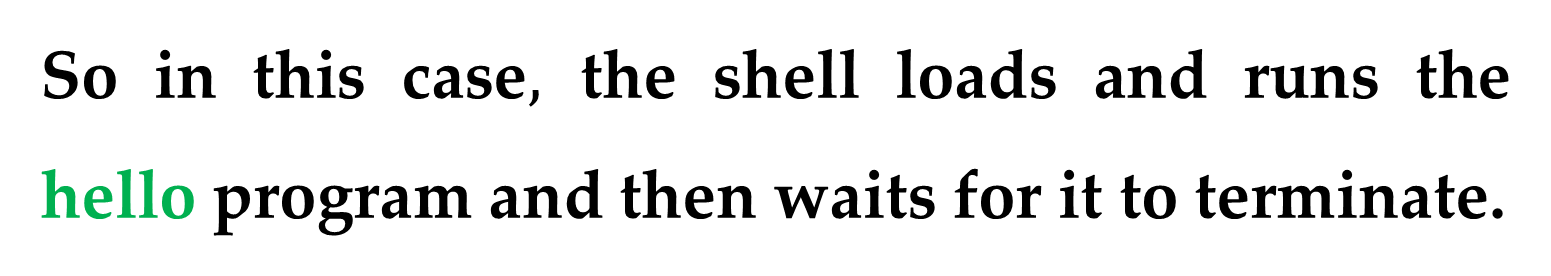 So in this case, the shell loads and runs the
hello program and then waits for it to terminate.